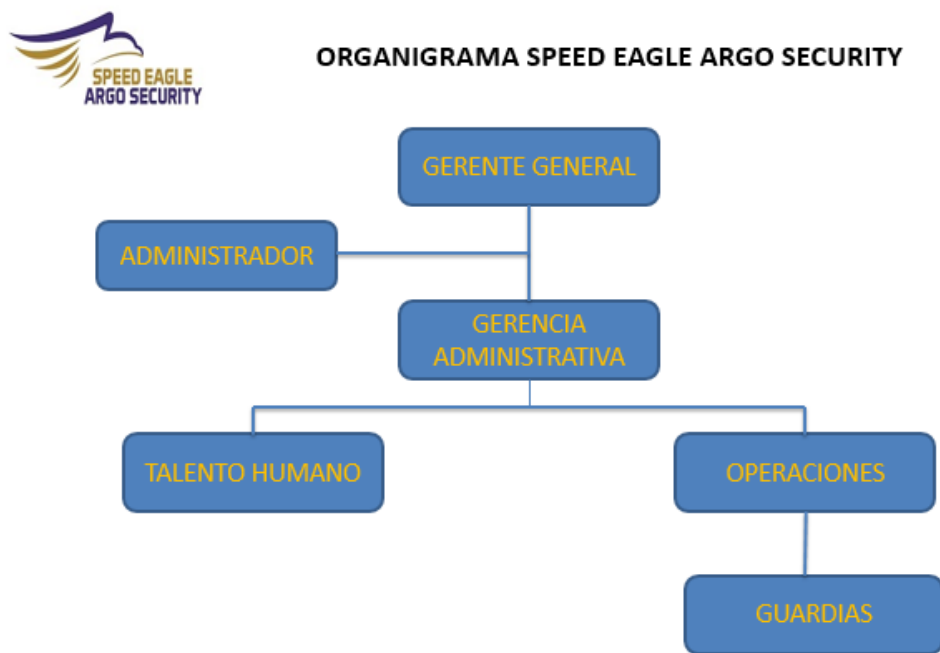 SPEED EAGLE
ARGO SECURITY
ORGANIGRAMA SPEED EAGLE ARGO SECURITY
GERENTE GENERAL
ADMINISTRADOR
GERENCIA
ADMINISTRATIVA
TALENTO HUMANO
OPERACIONES
GUARDIAS